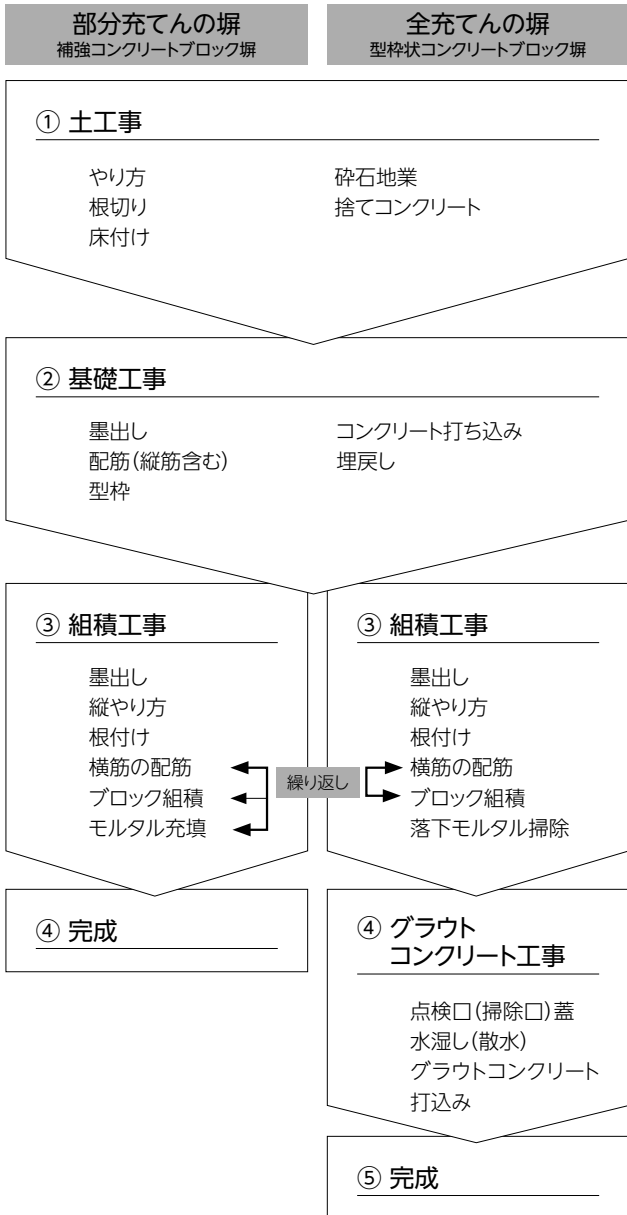 部分充てんの塀
補強コンクリートブロック塀
全充てんの塀
型枠状コンクリートブロック塀
① 土工事
やり方
根切り
床付け
砕石地業
捨てコンクリート
② 基礎工事
墨出し
配筋(縦筋含む)
型枠
コンクリート打ち込み
埋戻し
③ 組積工事
墨出し
縦やり方
根付け
横筋の配筋
ブロック組積
モルタル充填
繰り返し
③ 組積工事
墨出し
縦やり方
根付け
横筋の配筋
ブロック組積
落下モルタル掃除
④ 完成
④ グラウト
コンクリート工事
点検口(掃除口)蓋
水湿し(散水)
グラウトコンクリート
打込み
⑤ 完成